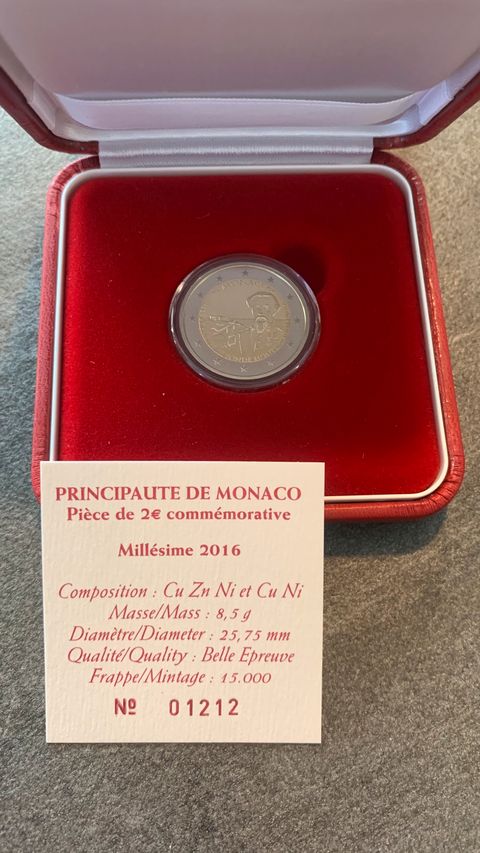 MONACO
PRINCIPAUTE DE MONACO
Pièce de 2€ commémorative
Millésime 2016
Composition : Cu Zn Ni et Cu Ni
Masse/Mass : 8,5 g
Diamètre/Diameter : 25,75 mm
Qualité/Quality : Belle Epreuve
Frappe/Mintage : 15.000
Nº 01212